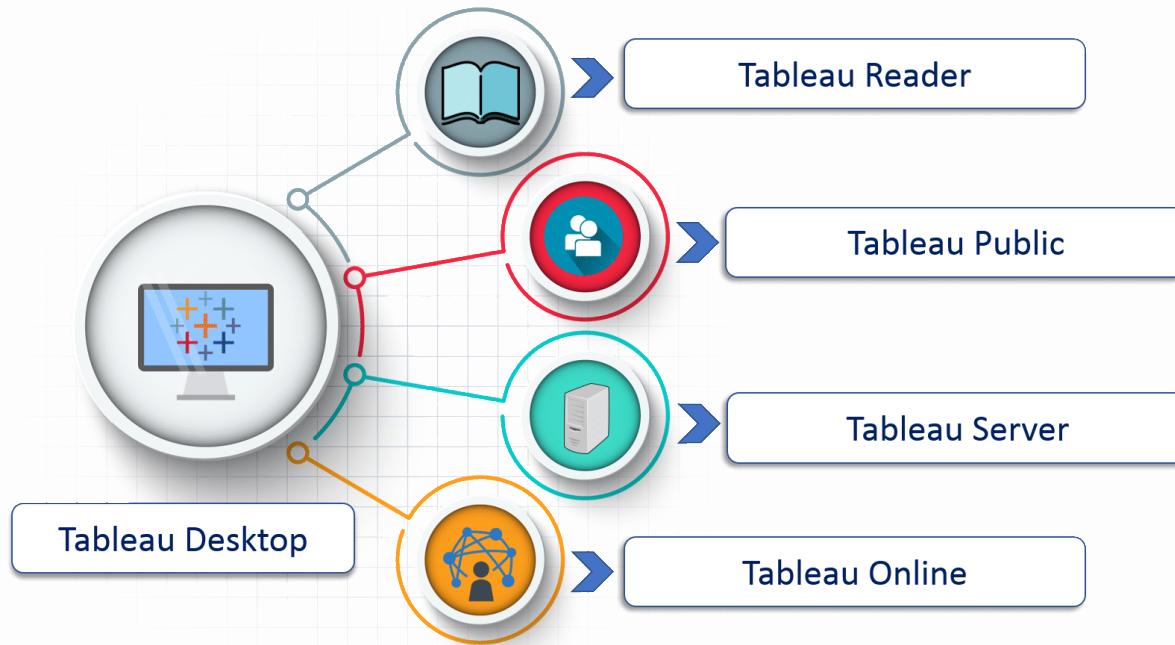 Tableau Reader
Tableau Public
Tableau Server
Tableau Desktop
Tableau Online